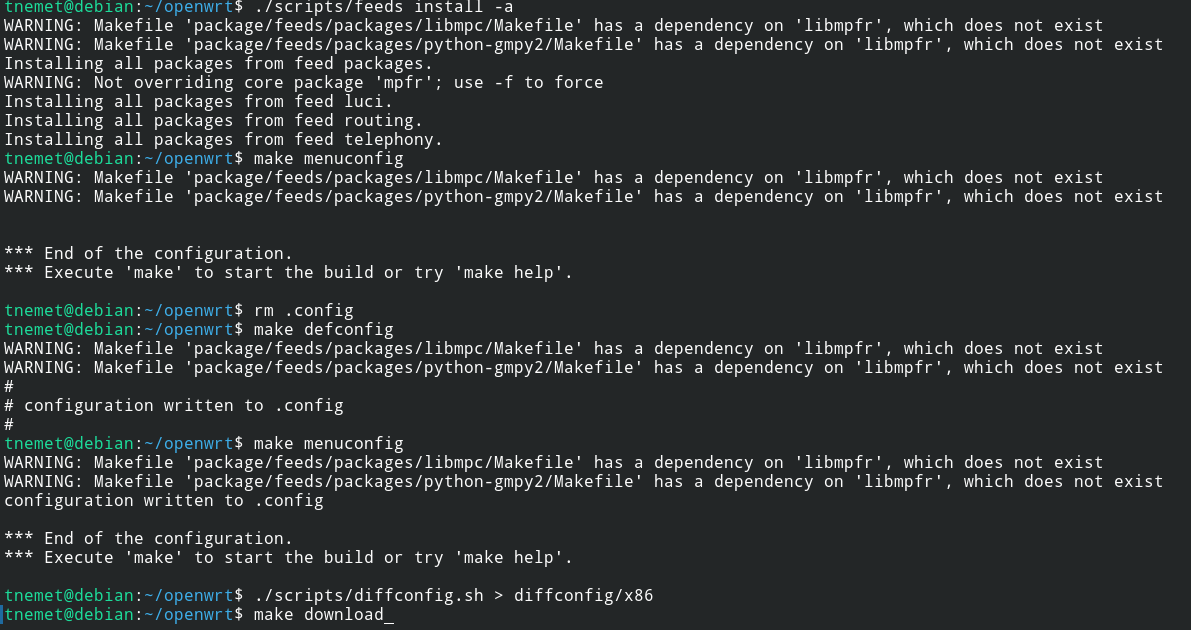 tnemet@debian:~/openwrt$ ./scripts/feeds install -a
WARNING: Makefile 'package/feeds/packages/libmpc/Makefile' has a dependency on 'libmpfr', which does not exist
WARNING: Makefile 'package/feeds/packages/python-gmpy2/Makefile' has a dependency on 'libmpfr', which does not exist
Installing all packages from feed packages.
WARNING: Not overriding core package 'mpfr'; use -f to force
Installing all packages from feed luci.
Installing all packages from feed routing.
Installing all packages from feed telephony.
tnemet@debian:~/openwrt$ make menuconfig
WARNING: Makefile 'package/feeds/packages/libmpc/Makefile' has a dependency on 'libmpfr', which does not exist
WARNING: Makefile 'package/feeds/packages/python-gmpy2/Makefile' has a dependency on 'libmpfr', which does not exist
*** End of the configuration.
*** Execute 'make' to start the build or try 'make help'.
tnemet@debian:~/openwrt$ rm .config
tnemet@debian:~/openwrt$ make defconfig
WARNING: Makefile 'package/feeds/packages/libmpc/Makefile' has a dependency on 'libmpfr', which does not exist
WARNING: Makefile 'package/feeds/packages/python-gmpy2/Makefile' has a dependency on 'libmpfr', which does not exist
#
# configuration written to .config
#
tnemet@debian:~/openwrt$ make menuconfig
WARNING: Makefile 'package/feeds/packages/libmpc/Makefile' has a dependency on 'libmpfr', which does not exist
WARNING: Makefile 'package/feeds/packages/python-gmpy2/Makefile' has a dependency on 'libmpfr', which does not exist
configuration written to .config
*** End of the configuration.
*** Execute 'make' to start the build or try 'make help'.
tnemet@debian:~/openwrt$ ./scripts/diffconfig.sh > diffconfig/x86
tnemet@debian:~/openwrt$ make download_